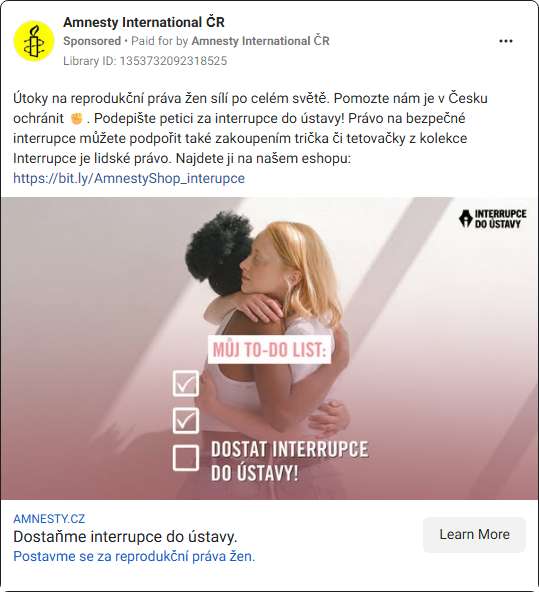 Amnesty International ČR
Sponsored • Paid for by Amnesty International ČR
Library ID: 1353732092318525
Útoky na reprodukční práva žen sílí po celém světě. Pomozte nám je v Česku
ochránit ✊ . Podepište petici za interrupce do ústavy! Právo na bezpečné
interrupce můžete podpořit také zakoupením trička či tetovačky z kolekce
Interrupce je lidské právo. Najdete ji na našem eshopu:
https://bit.ly/AmnestyShop_interupce
INTERRUPCE
DO ÚSTAVY
MŮJ TO-DO LIST:
DOSTAT INTERRUPCE
DO ÚSTAVY!
AMNESTY.CZ
Dostaňme interrupce do ústavy.
Postavme se za reprodukční práva žen.
Learn More